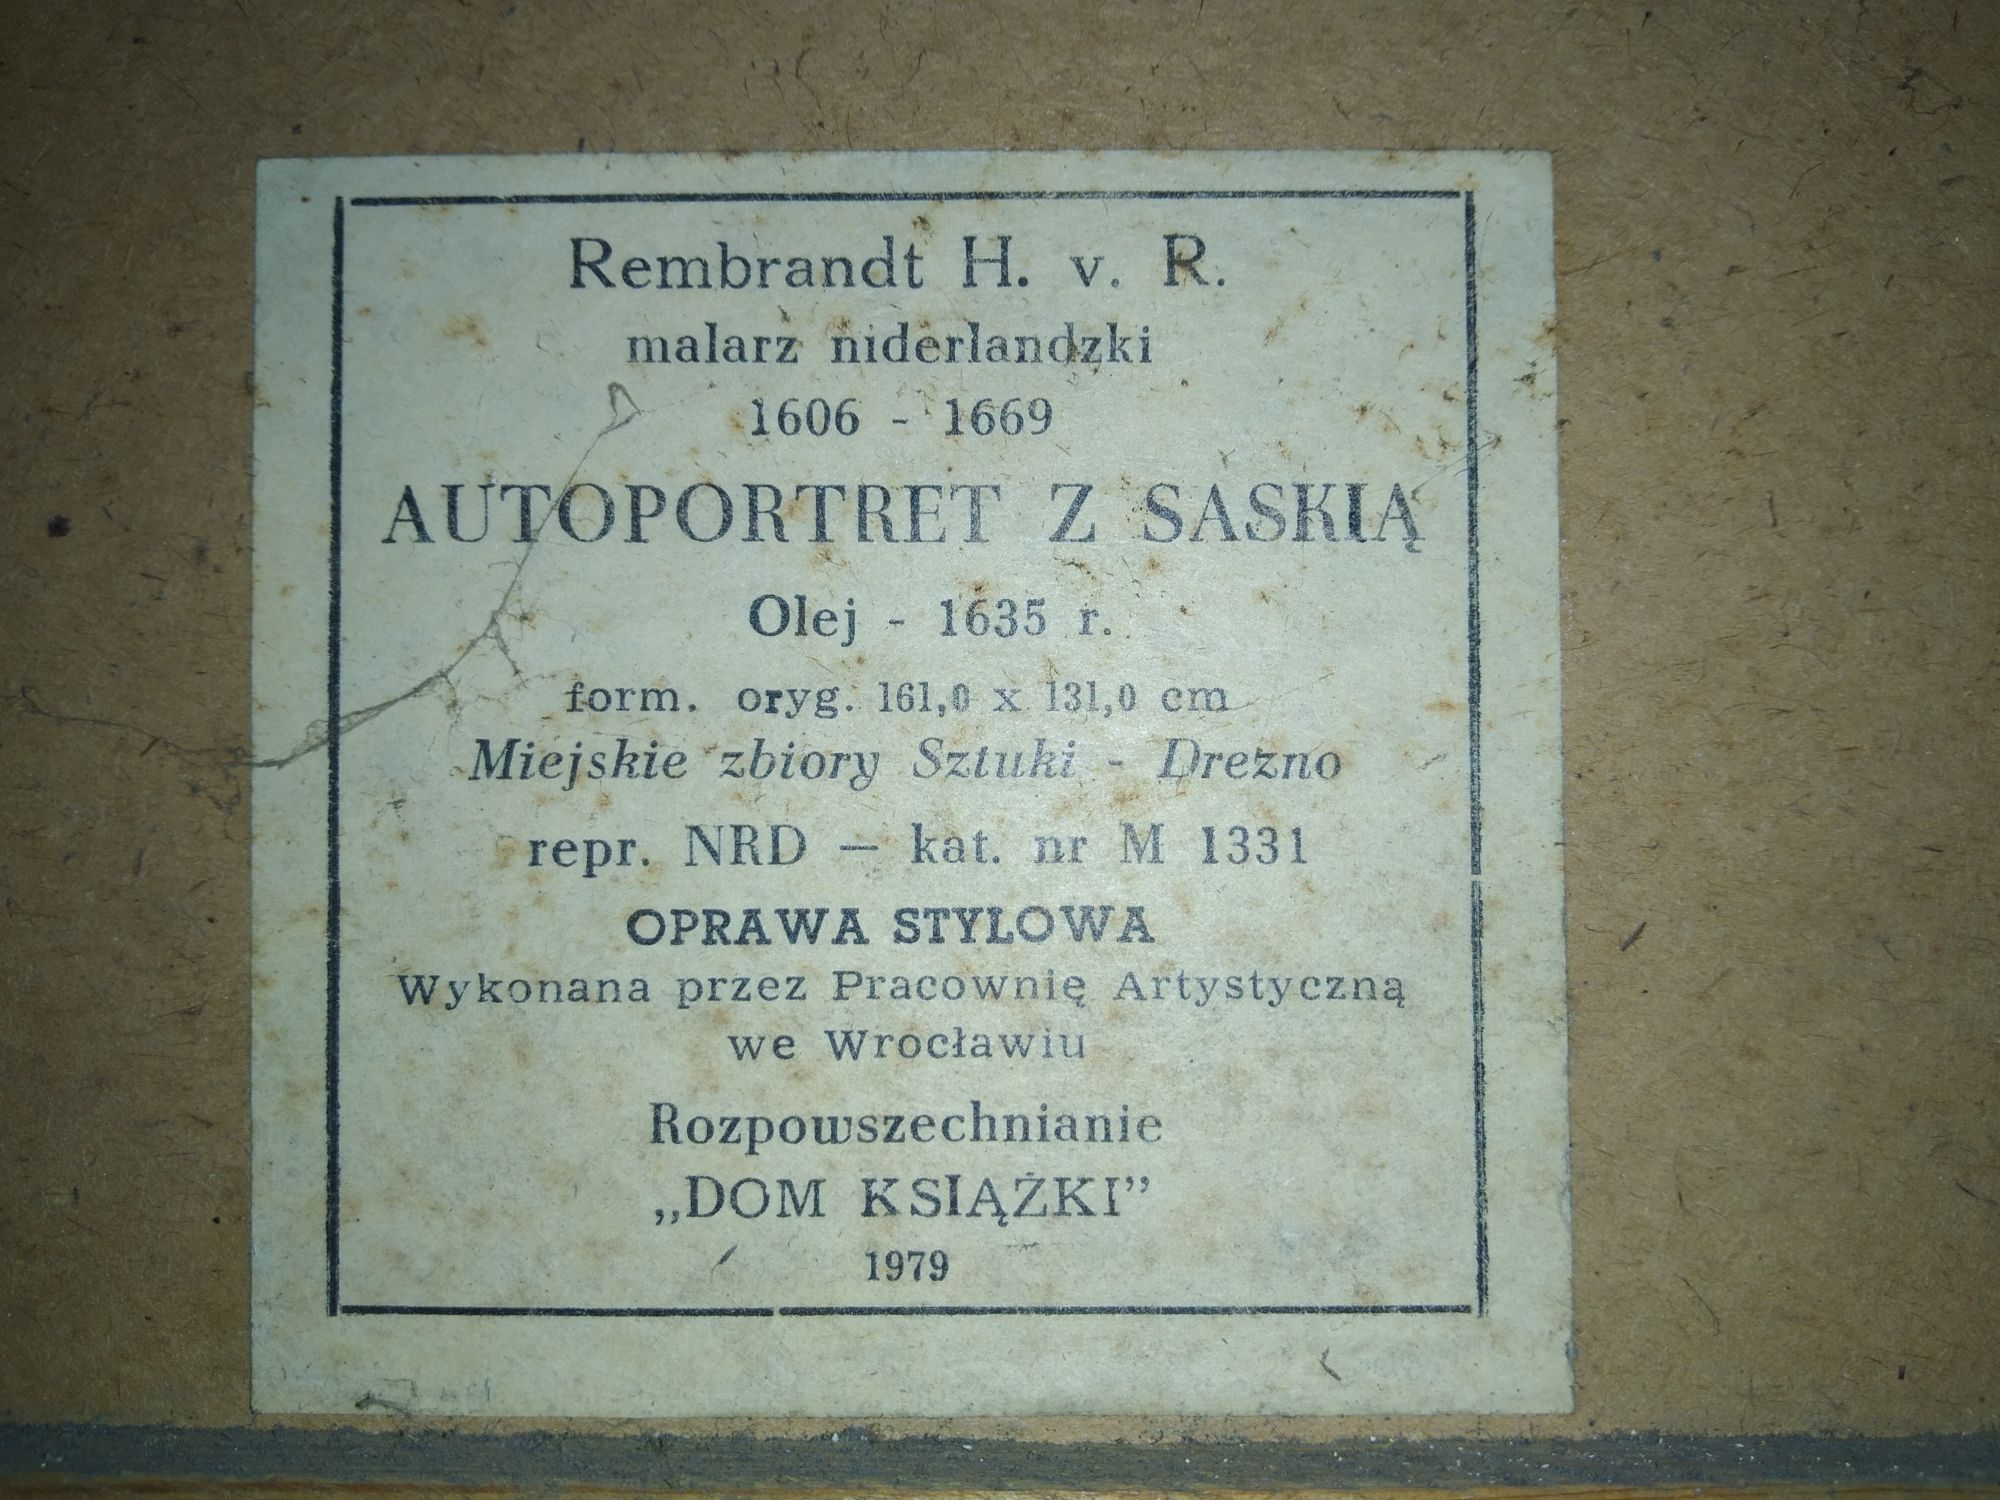 Rembrandt H. v. R.
malarz niderlandzki
1606 - 1669
AUTOPORTRET Z SASKIĄ
Olej - 1635 r.
form. oryg. 161,0 x 131,0 cm
Miejskie zbiory Sztuki - Drezno
repr. NRD — kat. nr M 1331
OPRAWA STYLOWA
Wykonana przez Pracownię Artystyczną
we Wrocławiu
Rozpowszechnianie
„DOM KSIĄŻKI”
1979